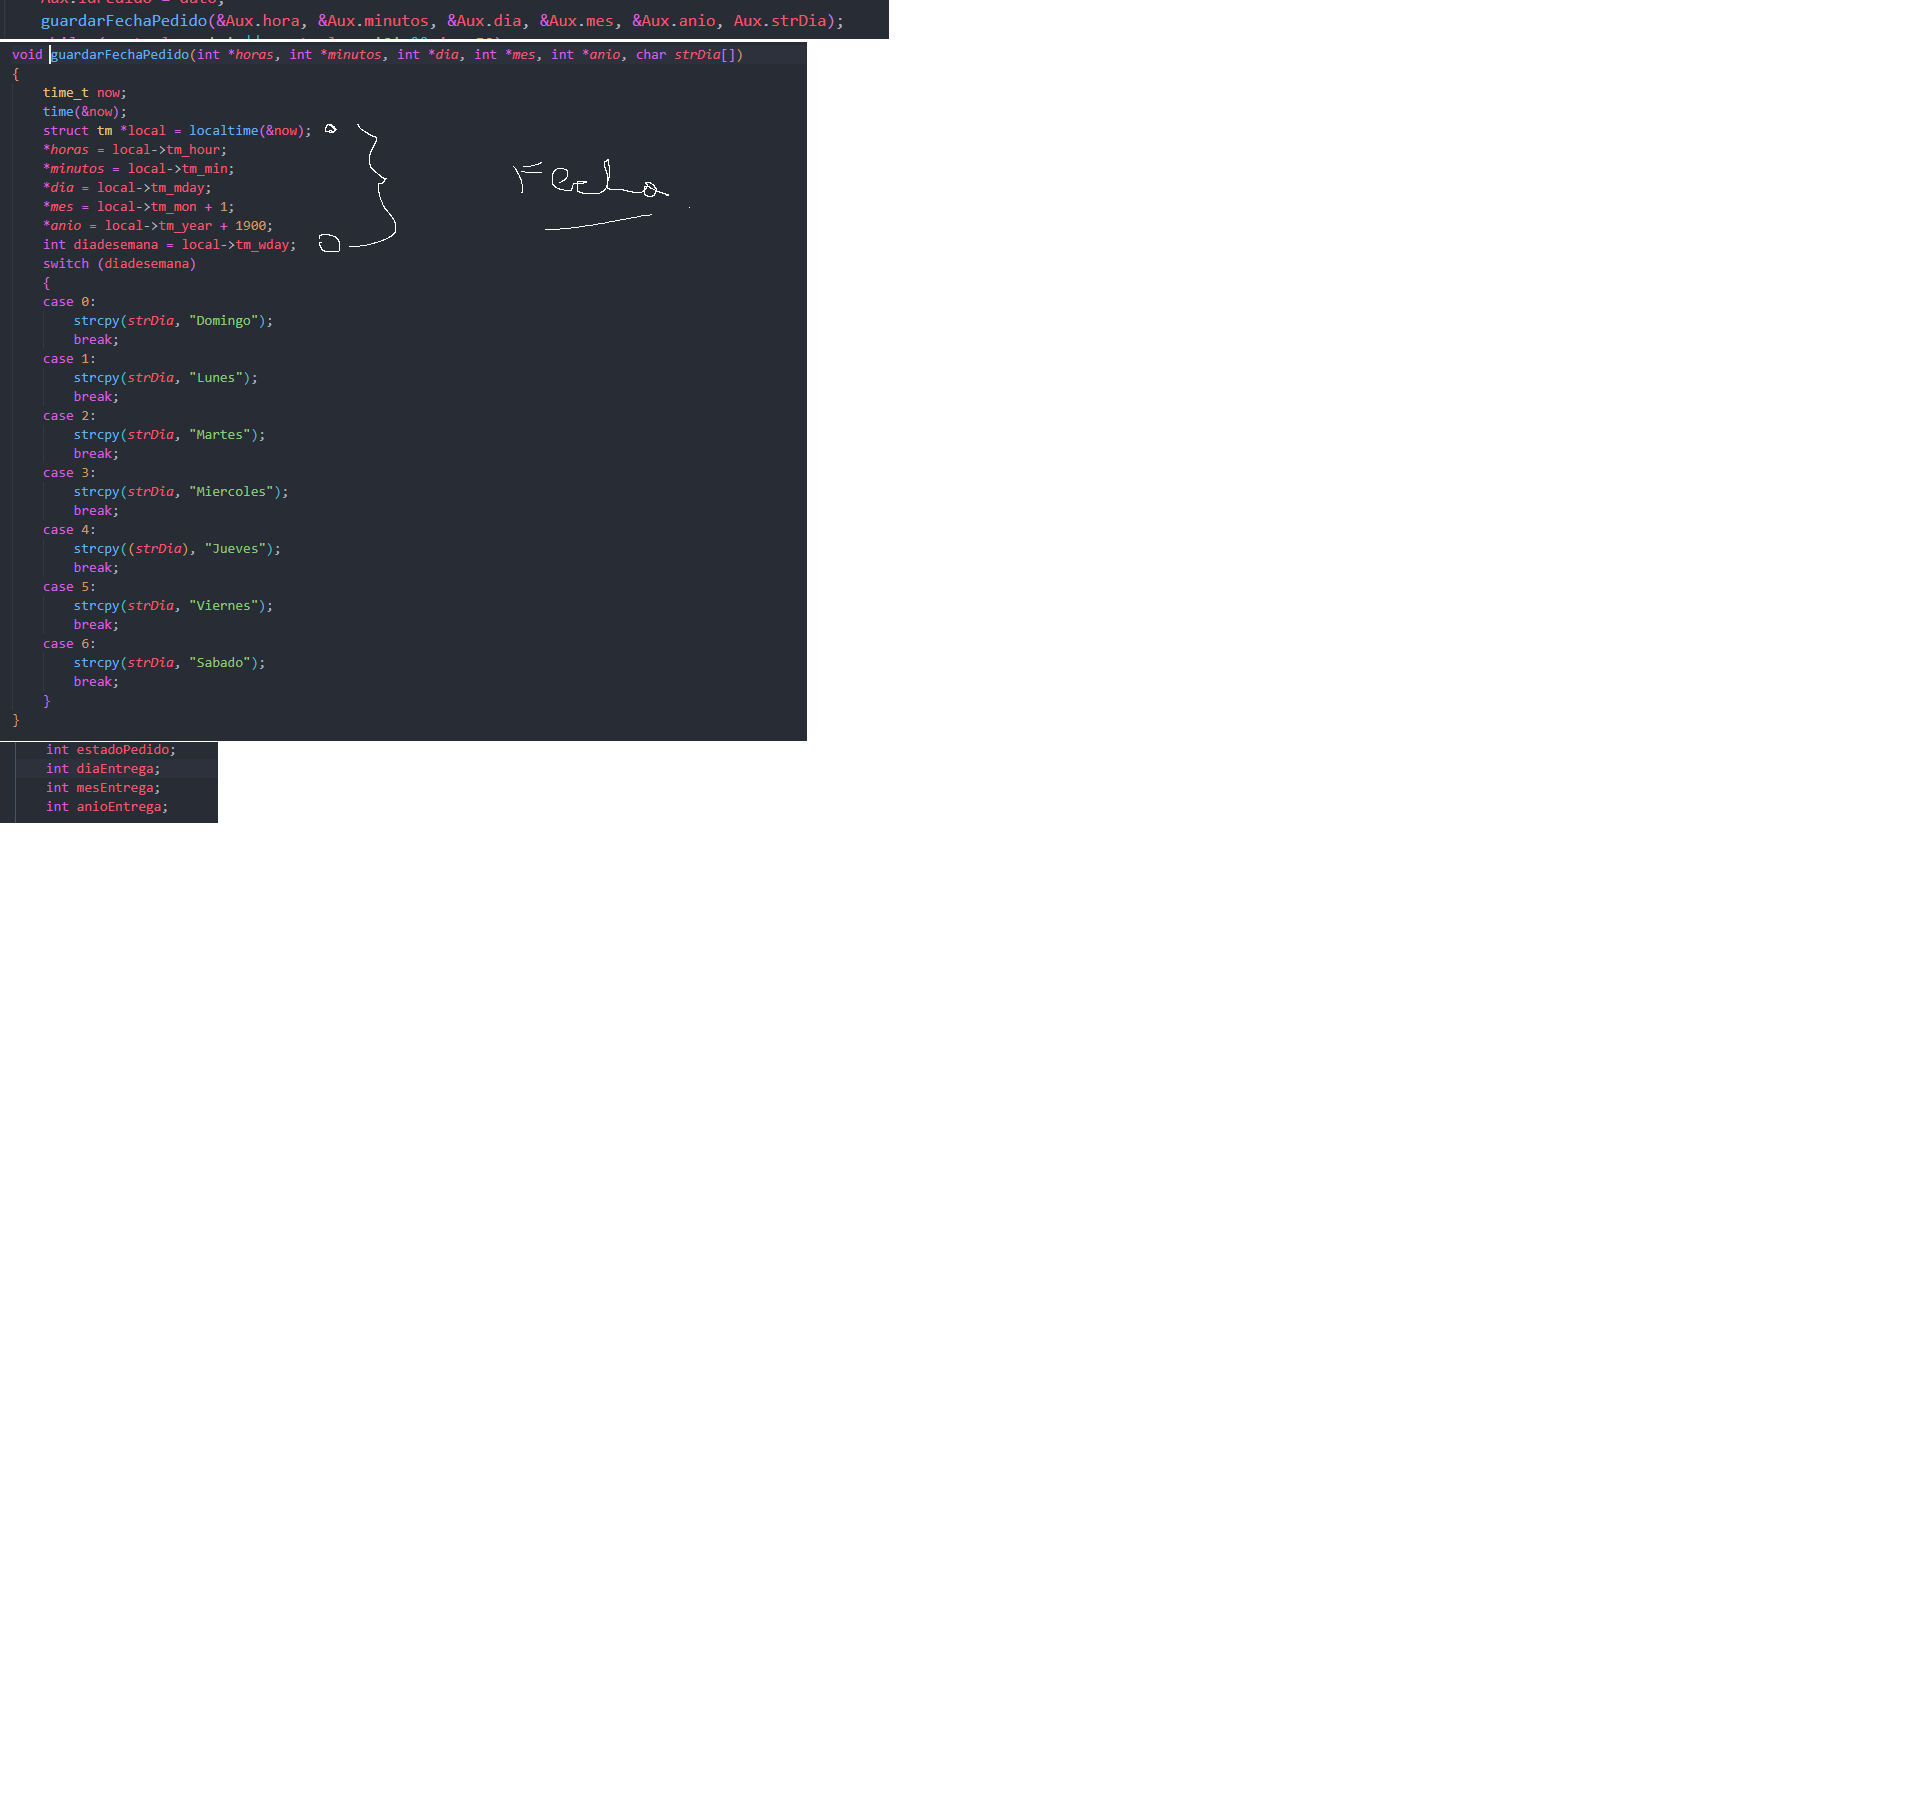 guardarFechaPedido(&Aux.hora, &Aux.minutos, &Aux.dia, &Aux.mes, &Aux.anio, Aux.strDia);
void guardarFechaPedido(int *horas, int *minutos, int *dia, int *mes, int *anio, char strDia[])
{
time_t now;
time(&now);
struct tm *local = localtime(&now);
*horas = local->tm_hour;
*minutos = local->tm_min;
Fecha
*dia = local->tm_mday;
*mes = local->tm_mon + 1;
*anio = local->tm_year + 1900;
int diadesemana = local->tm_wday;
switch (diadesemana)
{
case 0:
strcpy(strDia, "Domingo");
break;
case 1:
strcpy(strDia, "Lunes");
break;
case 2:
strcpy(strDia, "Martes");
break;
case 3:
strcpy(strDia, "Miercoles");
break;
case 4:
strcpy((strDia), "Jueves");
break;
case 5:
strcpy(strDia, "Viernes");
break;
case 6:
strcpy(strDia, "Sabado");
break;
}
}
int estadoPedido;
int diaEntrega;
int mesEntrega;
int anioEntrega;